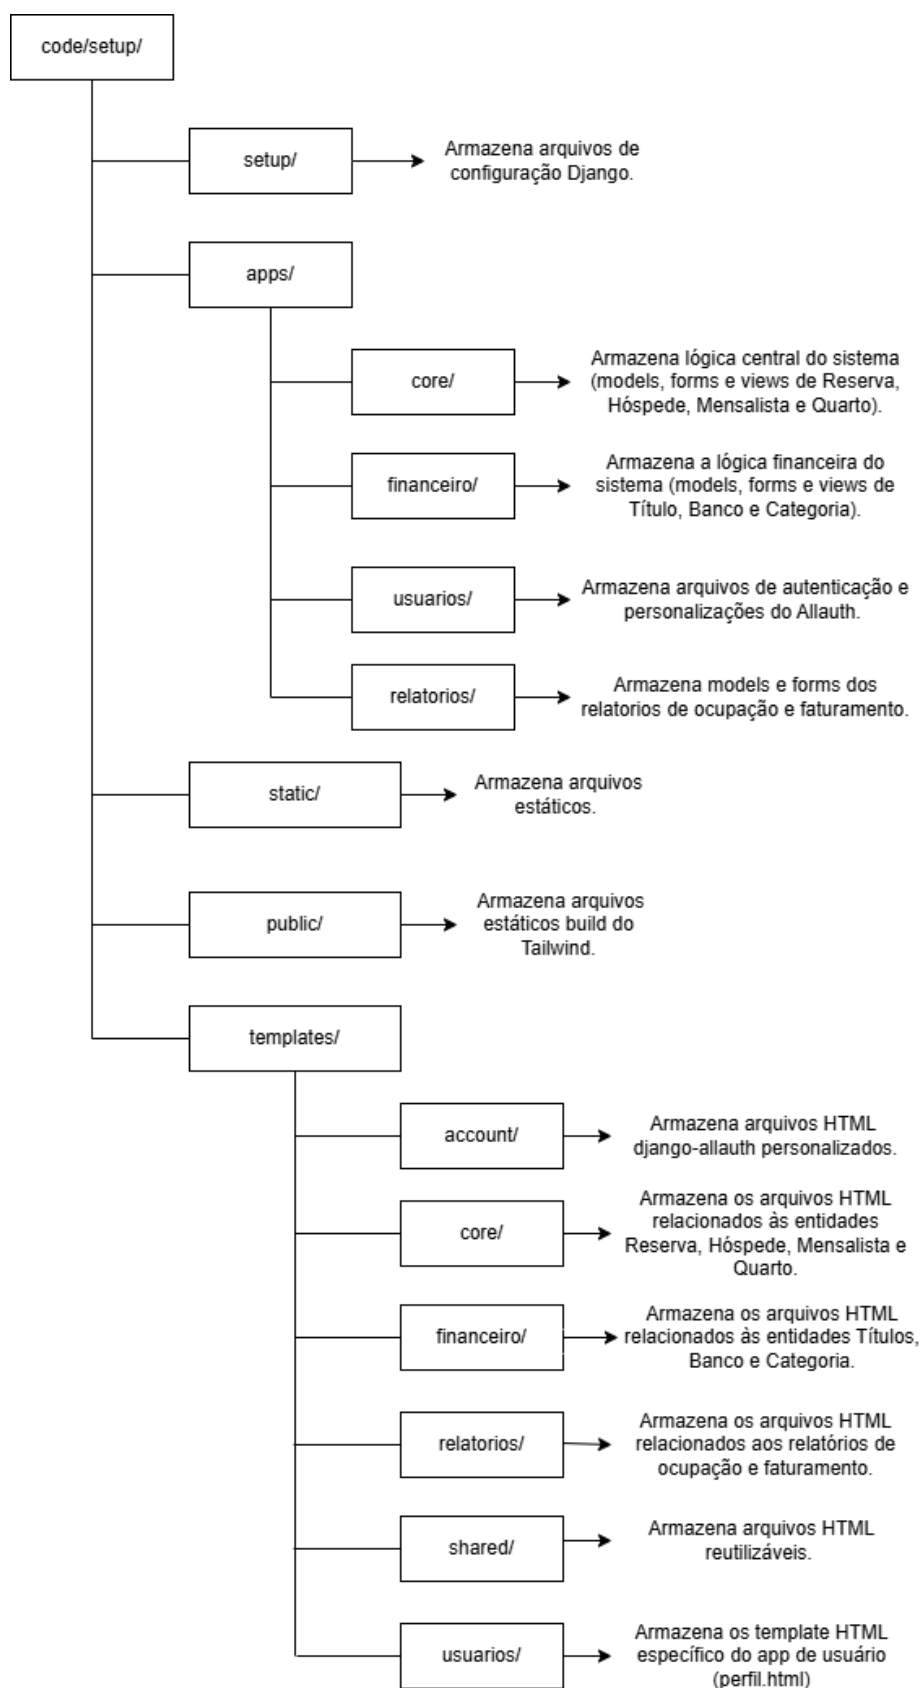 code/setup/
setup/
Armazena arquivos de
configuração Django.
apps/
core/
Armazena lógica central do sistema
(models, forms e views de Reserva,
Hóspede, Mensalista e Quarto).
financeiro/
Armazena a lógica financeira do
sistema (models, forms e views de
Título, Banco e Categoria).
usuarios/
Armazena arquivos de autenticação e
personalizações do Allauth.
relatorios/
Armazena models e forms dos
relatorios de ocupação e faturamento.
static/
Armazena arquivos
estáticos.
public/
Armazena arquivos
estáticos build do
Tailwind.
templates/
account/
Armazena arquivos HTML
django-allauth personalizados.
core/
Armazena os arquivos HTML
relacionados às entidades
Reserva, Hóspede, Mensalista e
Quarto.
financeiro/
Armazena os arquivos HTML
relacionados às entidades Títulos,
Banco e Categoria.
relatorios/
Armazena os arquivos HTML
relacionados aos relatórios de
ocupação e faturamento.
shared/
Armazena arquivos HTML
reutilizáveis.
usuarios/
Armazena os template HTML
específico do app de usuário
(perfil.html)